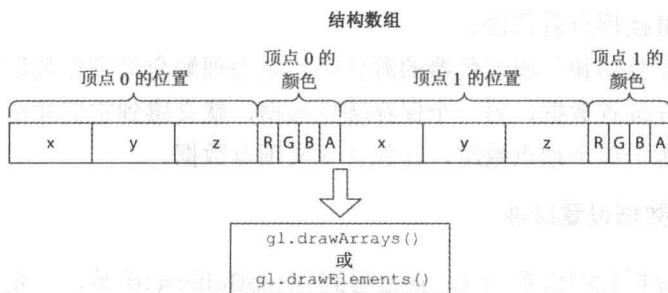 结构数组
顶点 0 的位置
顶点 0 的
颜色
顶点 1 的位置
顶点 1 的
颜色
x y z R G B A x y z R G B A
gl.drawArrays()
或
gl.drawElements()